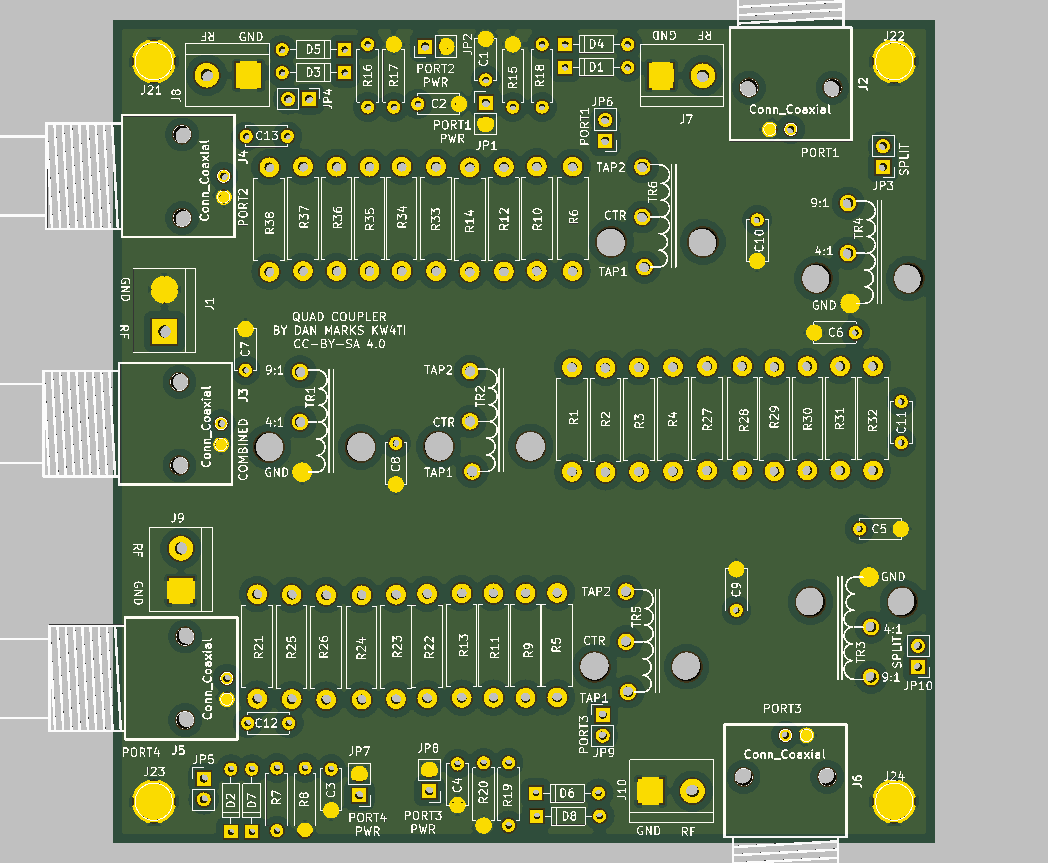 RF GND
J21
J8
D5
D3
JP4
R16
R17
PORT2
PWR
JP2
C1
C2
PORT1
PWR
JP1
R15
R18
D4
D1
GND RF
J7
JP6
PORT1
J22
J2
Conn_Coaxial
PORT1
SPLIT
JP3
J4
Conn_Coaxial
PORT2
C13
R38
R37
R36
R35
R34
R33
R14
R12
R10
R6
TAP2
CTR
TAP1
TR6
C10
9:1
4:1
GND
TR4
C6
GND
RF
J1
C7
QUAD COUPLER
BY DAN MARKS KW4TI
CC-BY-SA 4.0
J3
Conn_Coaxial
COMBINED
9:1
4:1
GND
TR1
C8
TAP2
CTR
TAP1
TR2
R1
R2
R3
R4
R27
R28
R29
R30
R31
R32
C11
C5
J9
RF
GND
R21
R25
R26
R24
R23
R22
R13
R11
R9
R5
TAP2
CTR
TAP1
TR5
C9
GND
4:1
9:1
TR3
SPLIT
JP10
Conn_Coaxial
PORT4
J5
C12
PORT3
JP9
PORT3
Conn_Coaxial
J6
J23
JP5
D2
D7
R7
R8
C3
JP7
PORT4
PWR
JP8
PORT3
PWR
C4
R20
R19
D6
D8
J10
GND RF
J24